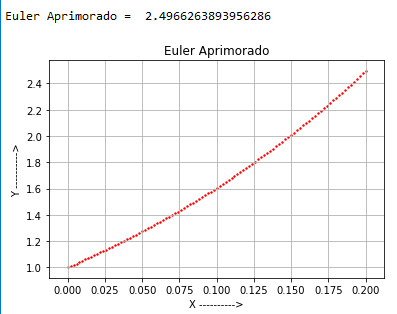 Euler Aprimorado =  2.4966263893956286
Euler Aprimorado
2.4
2.2
2.0
1.8
1.6
1.4
1.2
1.0
Y ---------->
0.000 0.025 0.050 0.075 0.100 0.125 0.150 0.175 0.200
X ---------->